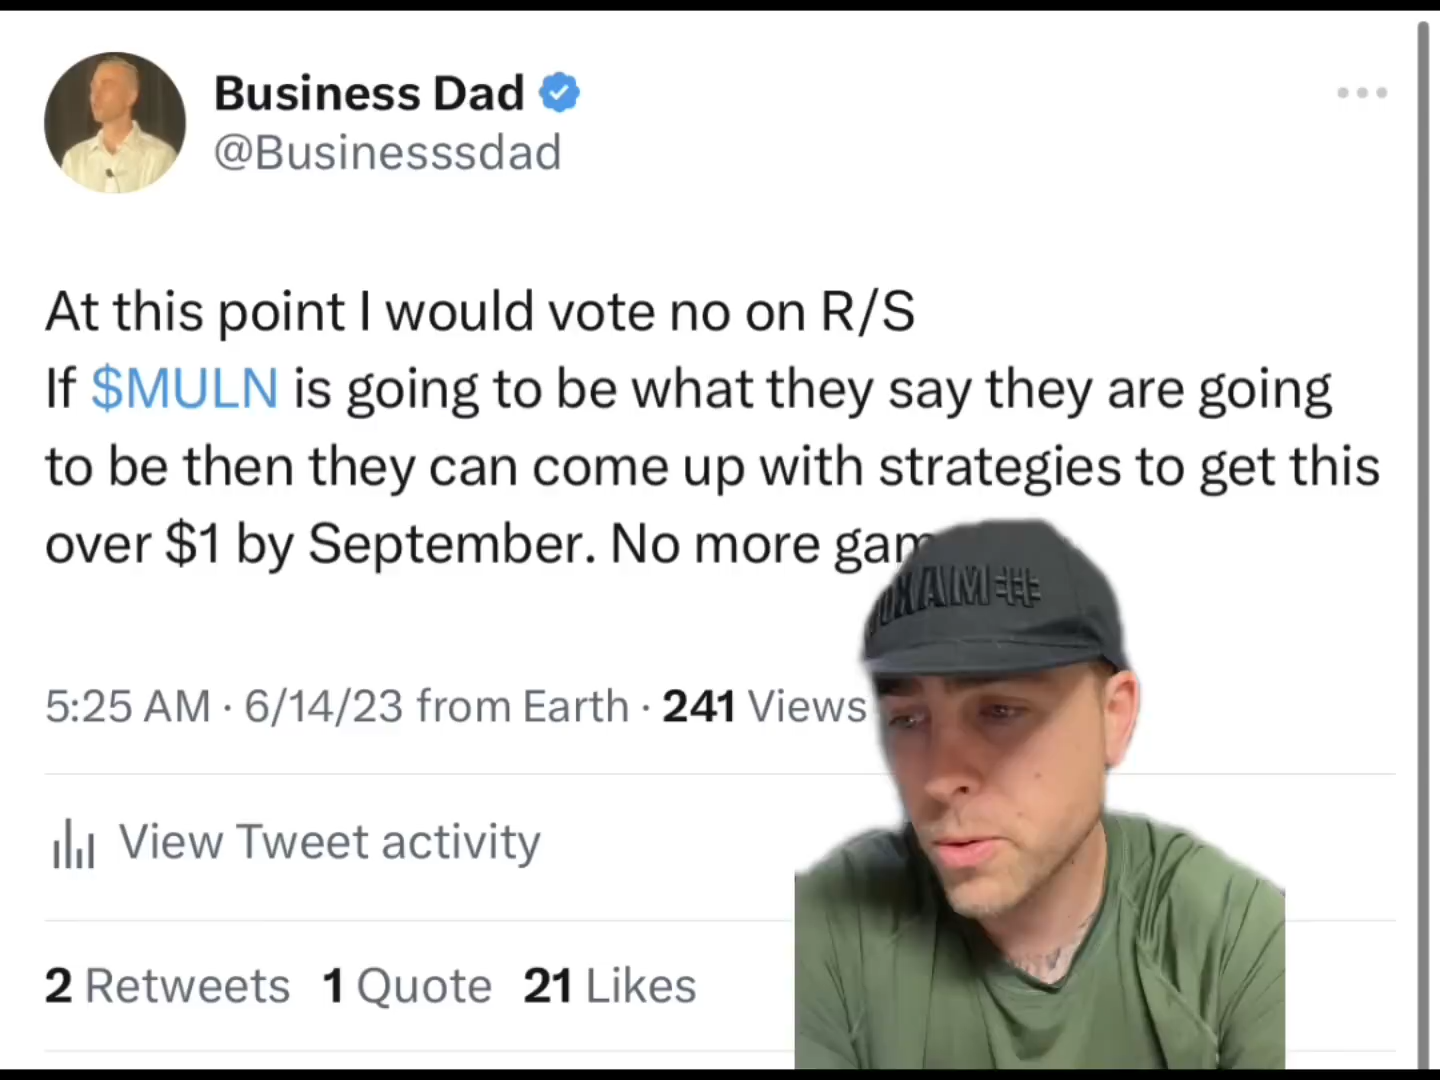 Business Dad
@Businesssdad
At this point I would vote no on R/S
If $MULN is going to be what they say they are going
to be then they can come up with strategies to get this
over $1 by September. No more
5:25 AM · 6/14/23 from Earth · 241 Views
View Tweet activity
2 Retweets 1 Quote 21 Likes